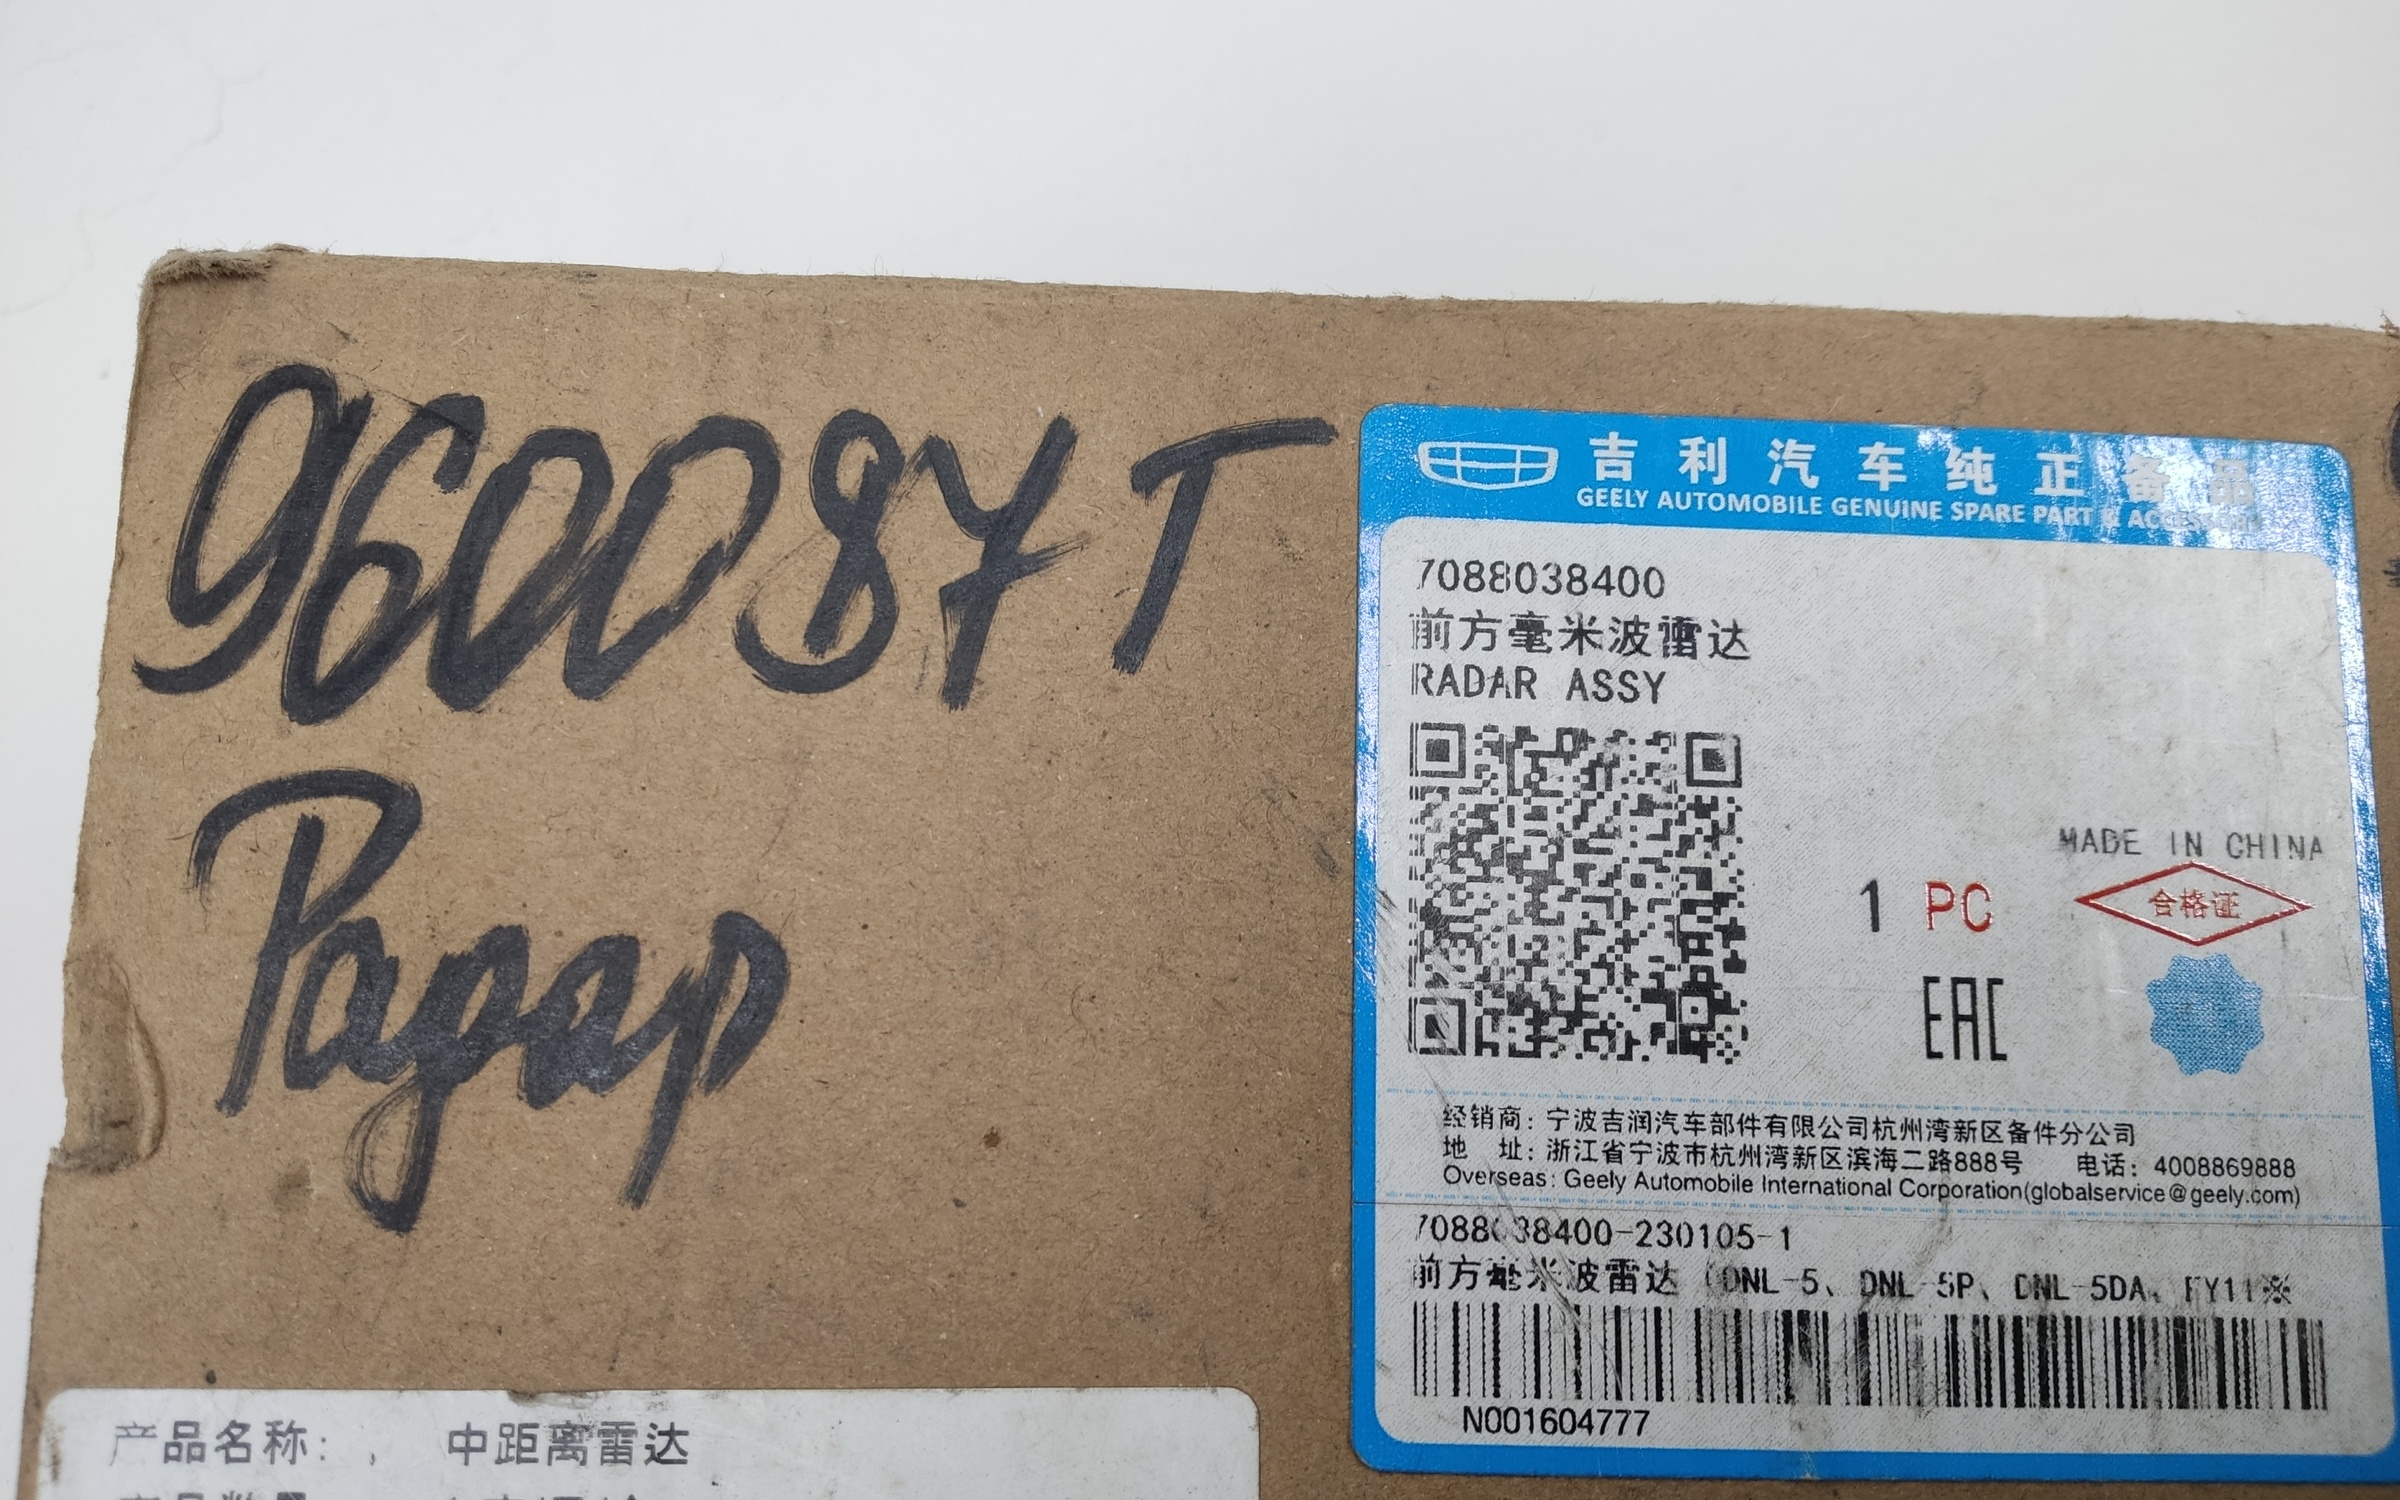 960087 T
Радар
吉利汽车纯正备品
GEELY AUTOMOBILE GENUINE SPARE PART &
7088038400
前方毫米波雷达
RADAR ASSY
MADE IN CHINA
1 PC
合格证
EAC
经销商：宁波吉润汽车部件有限公司杭州湾新区备件分公司
地 址：浙江省宁波市杭州湾新区滨海二路888号 电话：4008869888
Overseas: Geely Automobile International Corporation(globalservice@geely.com)
7088038400-230105-1
前方毫米波雷达（DNL-5、DNL-5P、DNL-5DA、FY11※
N001604777
产品名称：， 中距离雷达